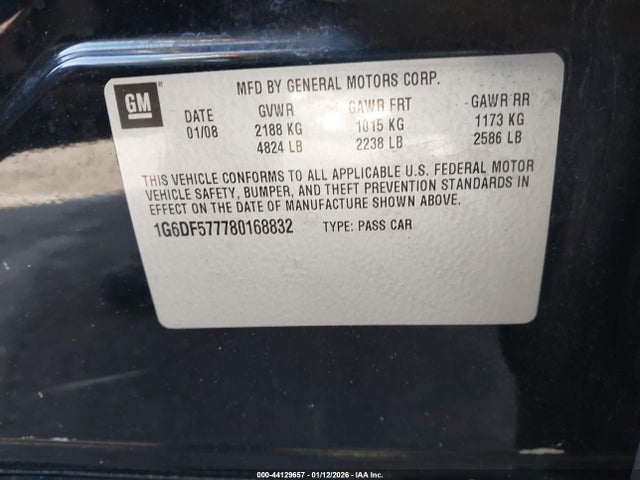 GM
MFD BY GENERAL MOTORS CORP.
DATE GVWR GAWR FRT GAWR RR
01/08 2188 KG 1015 KG 1173 KG
4824 LB 2238 LB 2586 LB
THIS VEHICLE CONFORMS TO ALL APPLICABLE U.S. FEDERAL MOTOR
VEHICLE SAFETY, BUMPER, AND THEFT PREVENTION STANDARDS IN
EFFECT ON THE DATE OF MANUFACTURE SHOWN ABOVE.
1G6DF577780168832 TYPE: PASS CAR
000-44129657 - 01/12/2026 - IAA Inc.